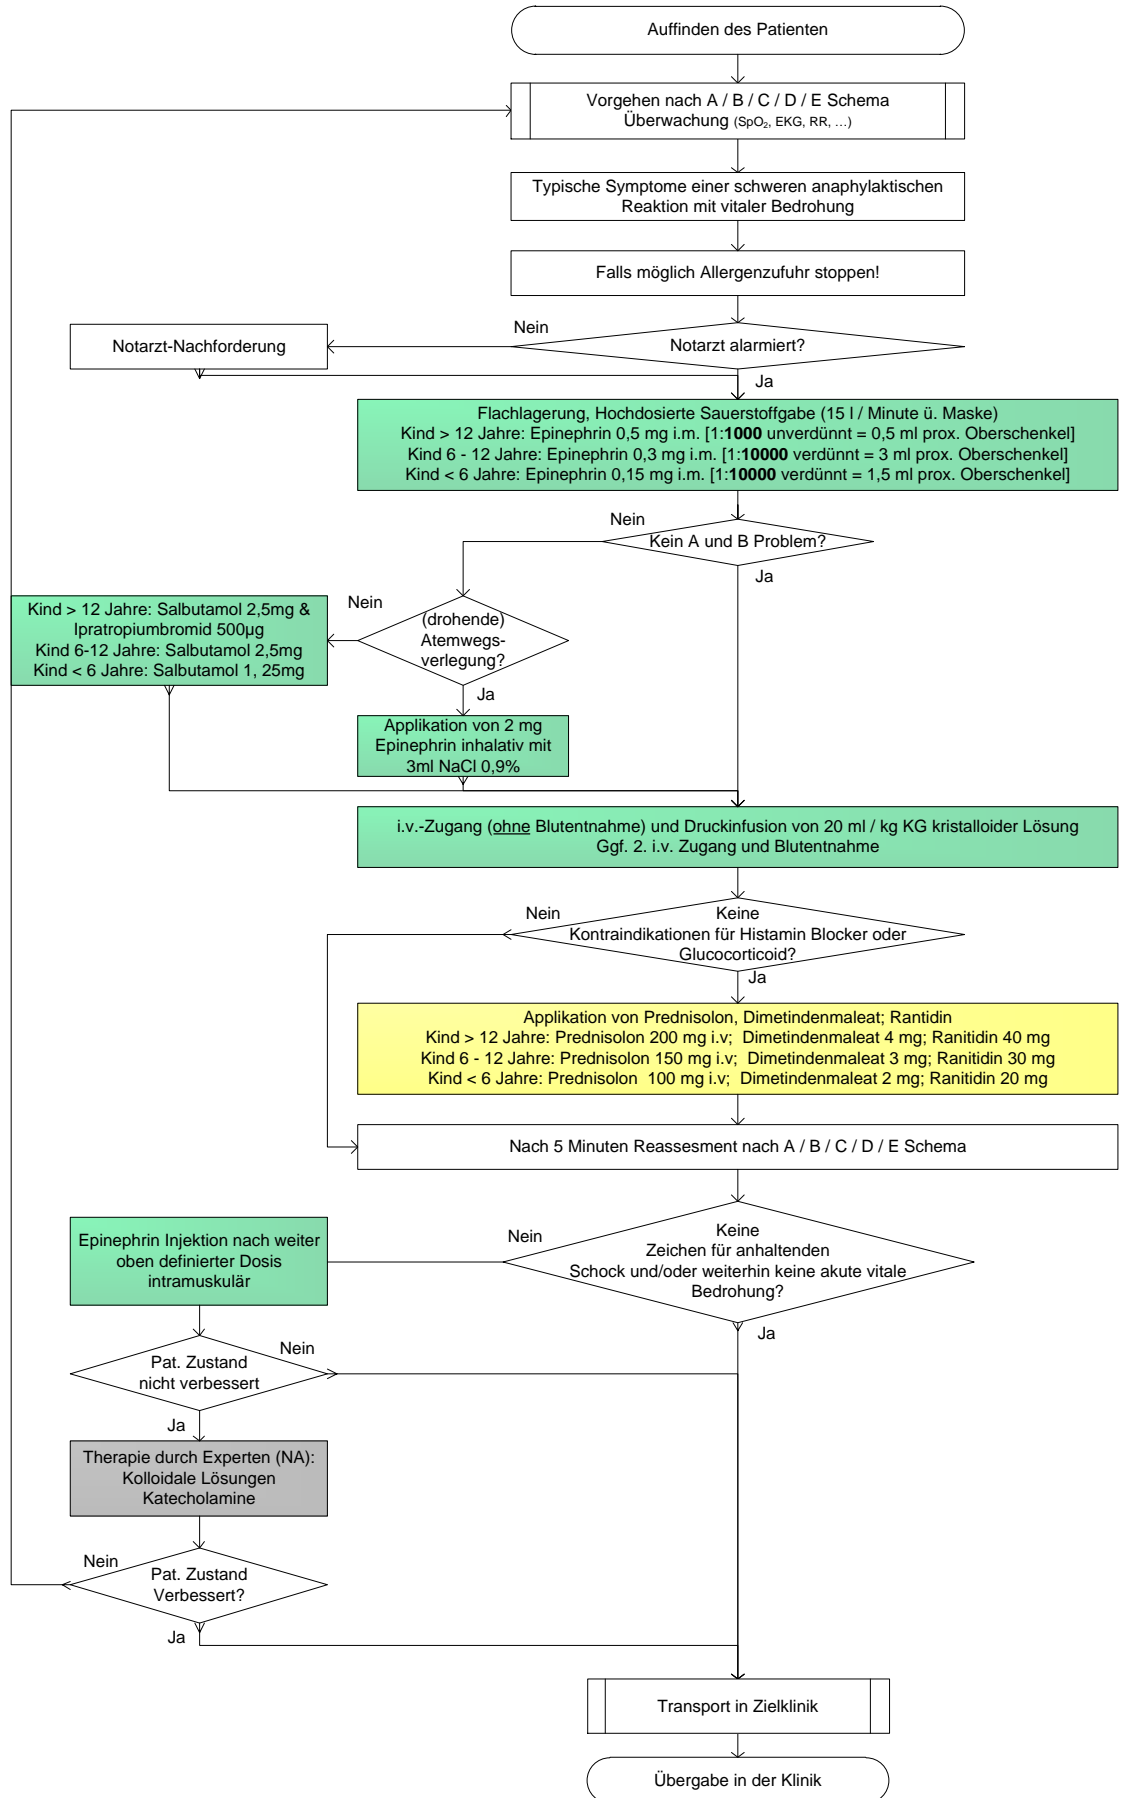 Auffinden des Patienten
Vorgehen nach A / B / C / D / E Schema
Überwachung (SpO₂, EKG, RR, ...)
Typische Symptome einer schweren anaphylaktischen
Reaktion mit vitaler Bedrohung
Falls möglich Allergenzufuhr stoppen!
Nein
Notarzt-Nachforderung
Notarzt alarmiert?
Ja
Flachlagerung, Hochdosierte Sauerstoffgabe (15 l / Minute ü. Maske)
Kind > 12 Jahre: Epinephrin 0,5 mg i.m. [1:1000 unverdünnt = 0,5 ml prox. Oberschenkel]
Kind 6 - 12 Jahre: Epinephrin 0,3 mg i.m. [1:10000 verdünnt = 3 ml prox. Oberschenkel]
Kind < 6 Jahre: Epinephrin 0,15 mg i.m. [1:10000 verdünnt = 1,5 ml prox. Oberschenkel]
Nein
Kein A und B Problem?
Ja
Nein
Kind > 12 Jahre: Salbutamol 2,5mg &
Ipratropiumbromid 500µg
Kind 6-12 Jahre: Salbutamol 2,5mg
Kind < 6 Jahre: Salbutamol 1, 25mg
(drohende)
Atemwegs-
verlegung?
Ja
Applikation von 2 mg
Epinephrin inhalativ mit
3ml NaCl 0,9%
i.v.-Zugang (ohne Blutentnahme) und Druckinfusion von 20 ml / kg KG kristalloider Lösung
Ggf. 2. i.v. Zugang und Blutentnahme
Nein
Keine
Kontraindikationen für Histamin Blocker oder
Glucocorticoid?
Ja
Applikation von Prednisolon, Dimetindenmaleat; Rantidin
Kind > 12 Jahre: Prednisolon 200 mg i.v; Dimetindenmaleat 4 mg; Ranitidin 40 mg
Kind 6 - 12 Jahre: Prednisolon 150 mg i.v; Dimetindenmaleat 3 mg; Ranitidin 30 mg
Kind < 6 Jahre: Prednisolon 100 mg i.v; Dimetindenmaleat 2 mg; Ranitidin 20 mg
Nach 5 Minuten Reassesment nach A / B / C / D / E Schema
Nein
Keine
Zeichen für anhaltenden
Schock und/oder weiterhin keine akute vitale
Bedrohung?
Ja
Epinephrin Injektion nach weiter
oben definierter Dosis
intramuskulär
Nein
Pat. Zustand
nicht verbessert
Ja
Therapie durch Experten (NA):
Kolloidale Lösungen
Katecholamine
Nein
Pat. Zustand
Verbessert?
Ja
Transport in Zielklinik
Übergabe in der Klinik